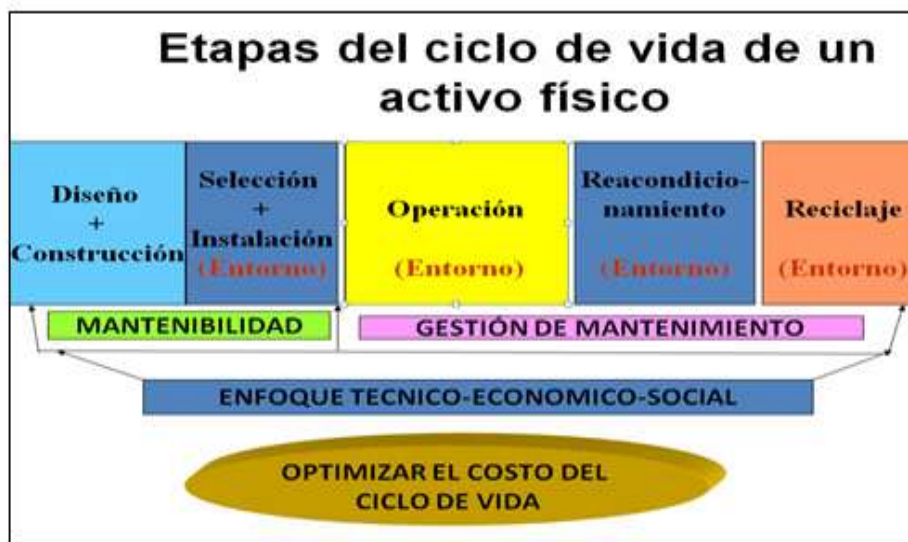 Etapas del ciclo de vida de un
activo físico
Diseño
+
Construcción
Selección
+
Instalación
(Entorno)
Operación
(Entorno)
Reacondicio-
namiento
(Entorno)
Reciclaje
(Entorno)
MANTENIBILIDAD
GESTIÓN DE MANTENIMIENTO
ENFOQUE TECNICO-ECONOMICO-SOCIAL
OPTIMIZAR EL COSTO DEL
CICLO DE VIDA